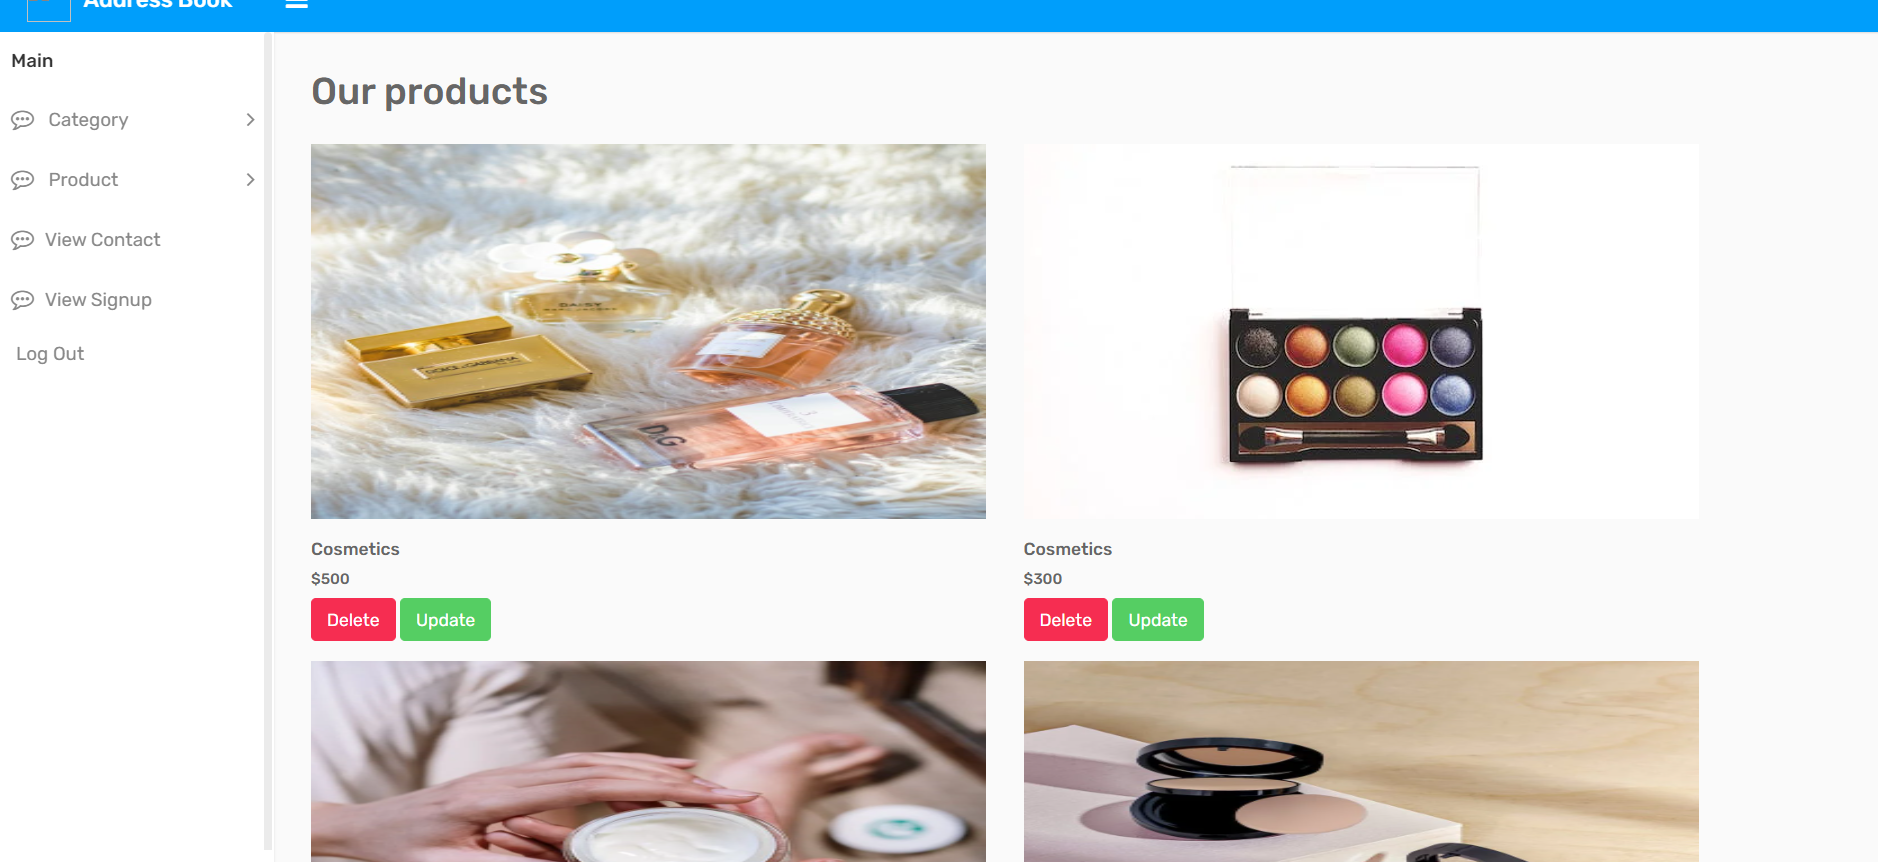 Address Book
Main
Category
Product
View Contact
View Signup
Log Out
Our products
DAISY
DOLCE & GABBANA
3
D&G
Cosmetics
$500
Delete Update
Cosmetics
$300
Delete Update